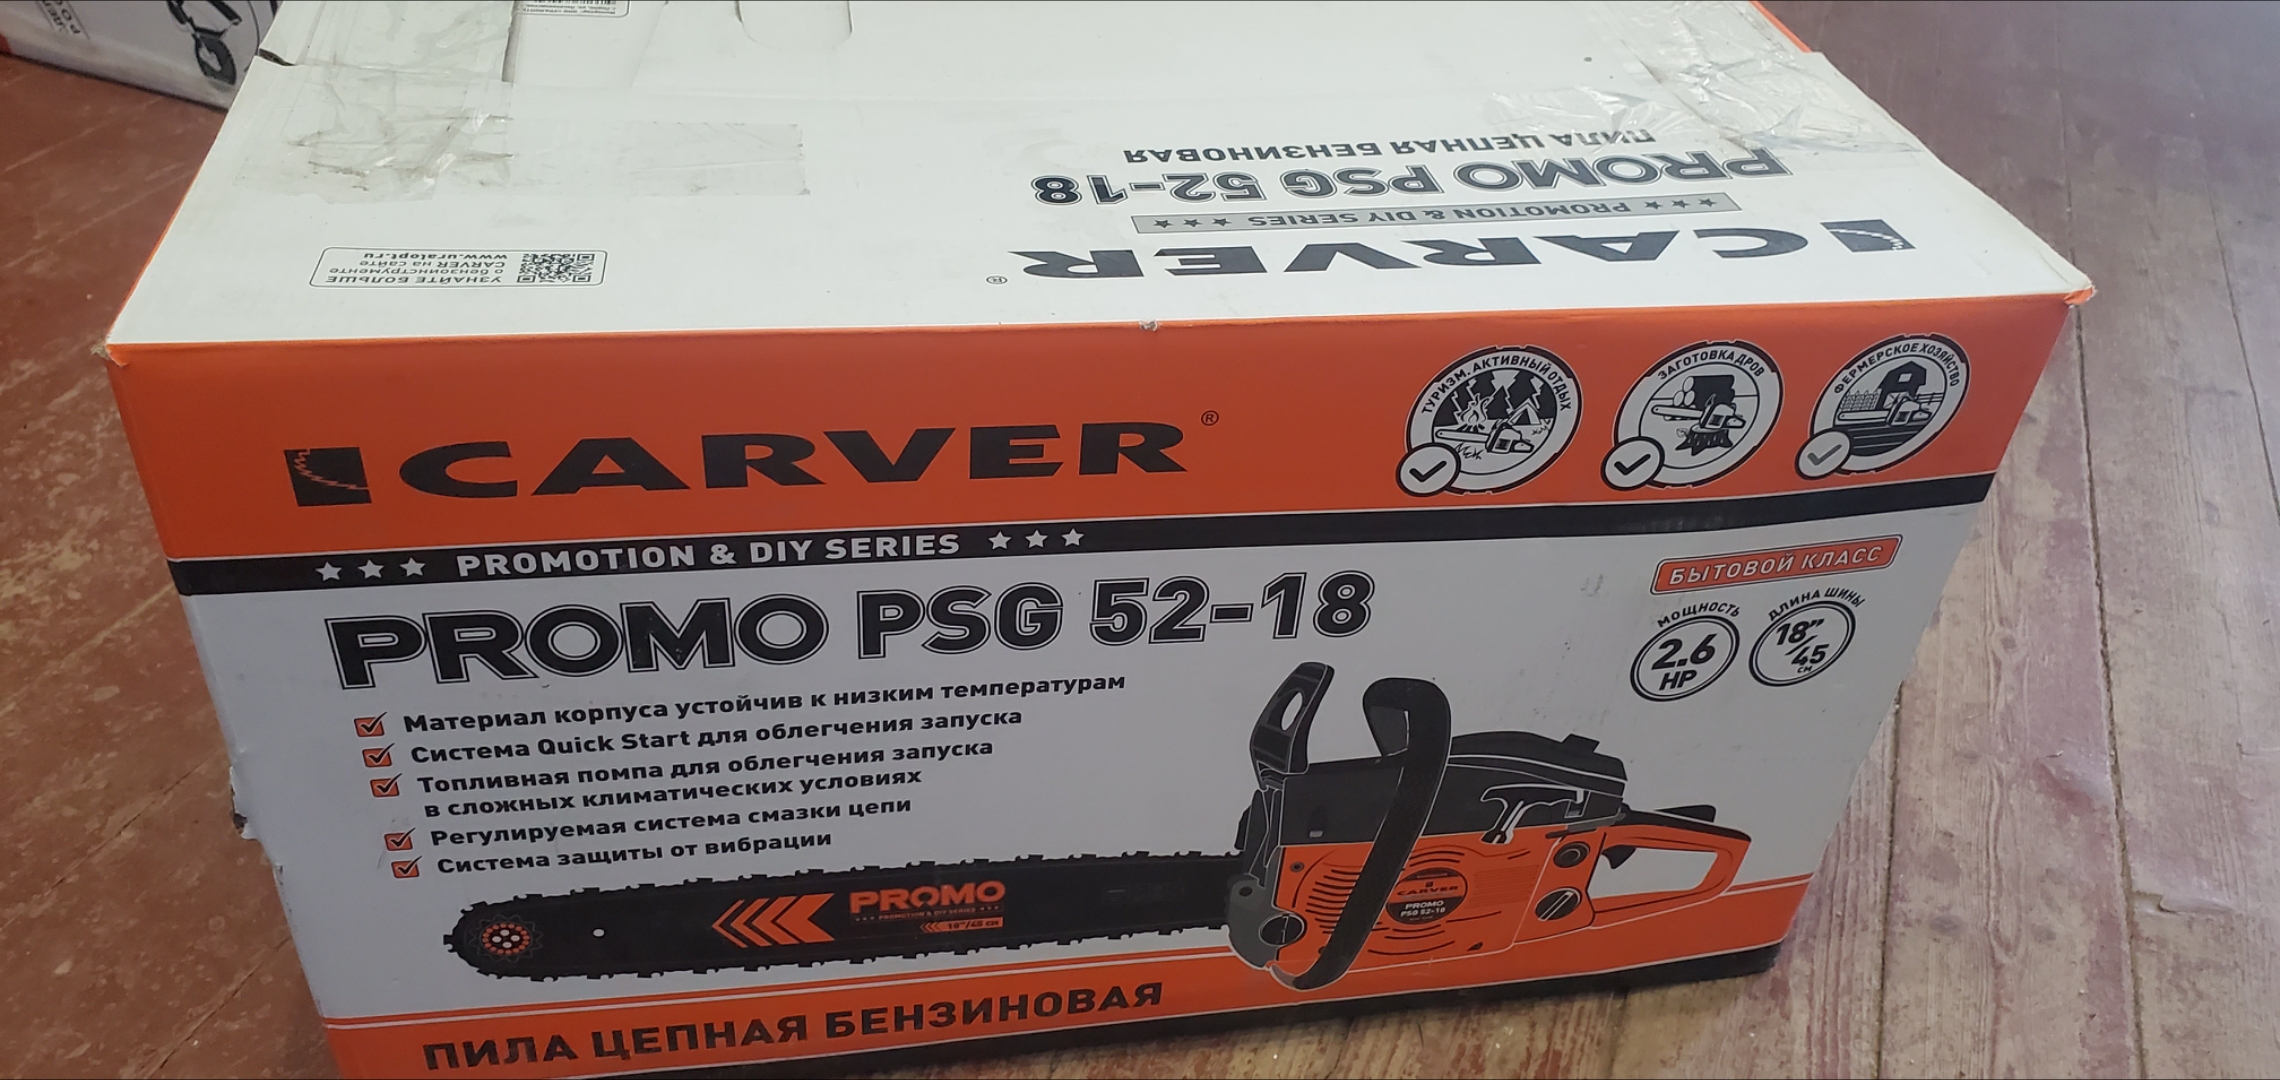 ПИЛА ЦЕПНАЯ БЕНЗИНОВАЯ
PROMO PSG 52-18
PROMOTION & DIY SERIES
CARVER®
УЗНАЙТЕ БОЛЬШЕ
о бензоинструменте
CARVER на сайте
www.uralopt.ru
CARVER®
ТУРИЗМ, АКТИВНЫЙ ОТДЫХ
ЗАГОТОВКА ДРОВ
ФЕРМЕРСКОЕ ХОЗЯЙСТВО
PROMOTION & DIY SERIES
PROMO PSG 52-18
БЫТОВОЙ КЛАСС
МОЩНОСТЬ
2.6
HP
ДЛИНА ШИНЫ
18"/45
СМ
Материал корпуса устойчив к низким температурам
Система Quick Start для облегчения запуска
Топливная помпа для облегчения запуска
в сложных климатических условиях
Регулируемая система смазки цепи
Система защиты от вибрации
PROMO
PROMOTION & DIY SERIES
18"/45 см
CARVER
PROMO
PSG 52-18
ПИЛА ЦЕПНАЯ БЕНЗИНОВАЯ